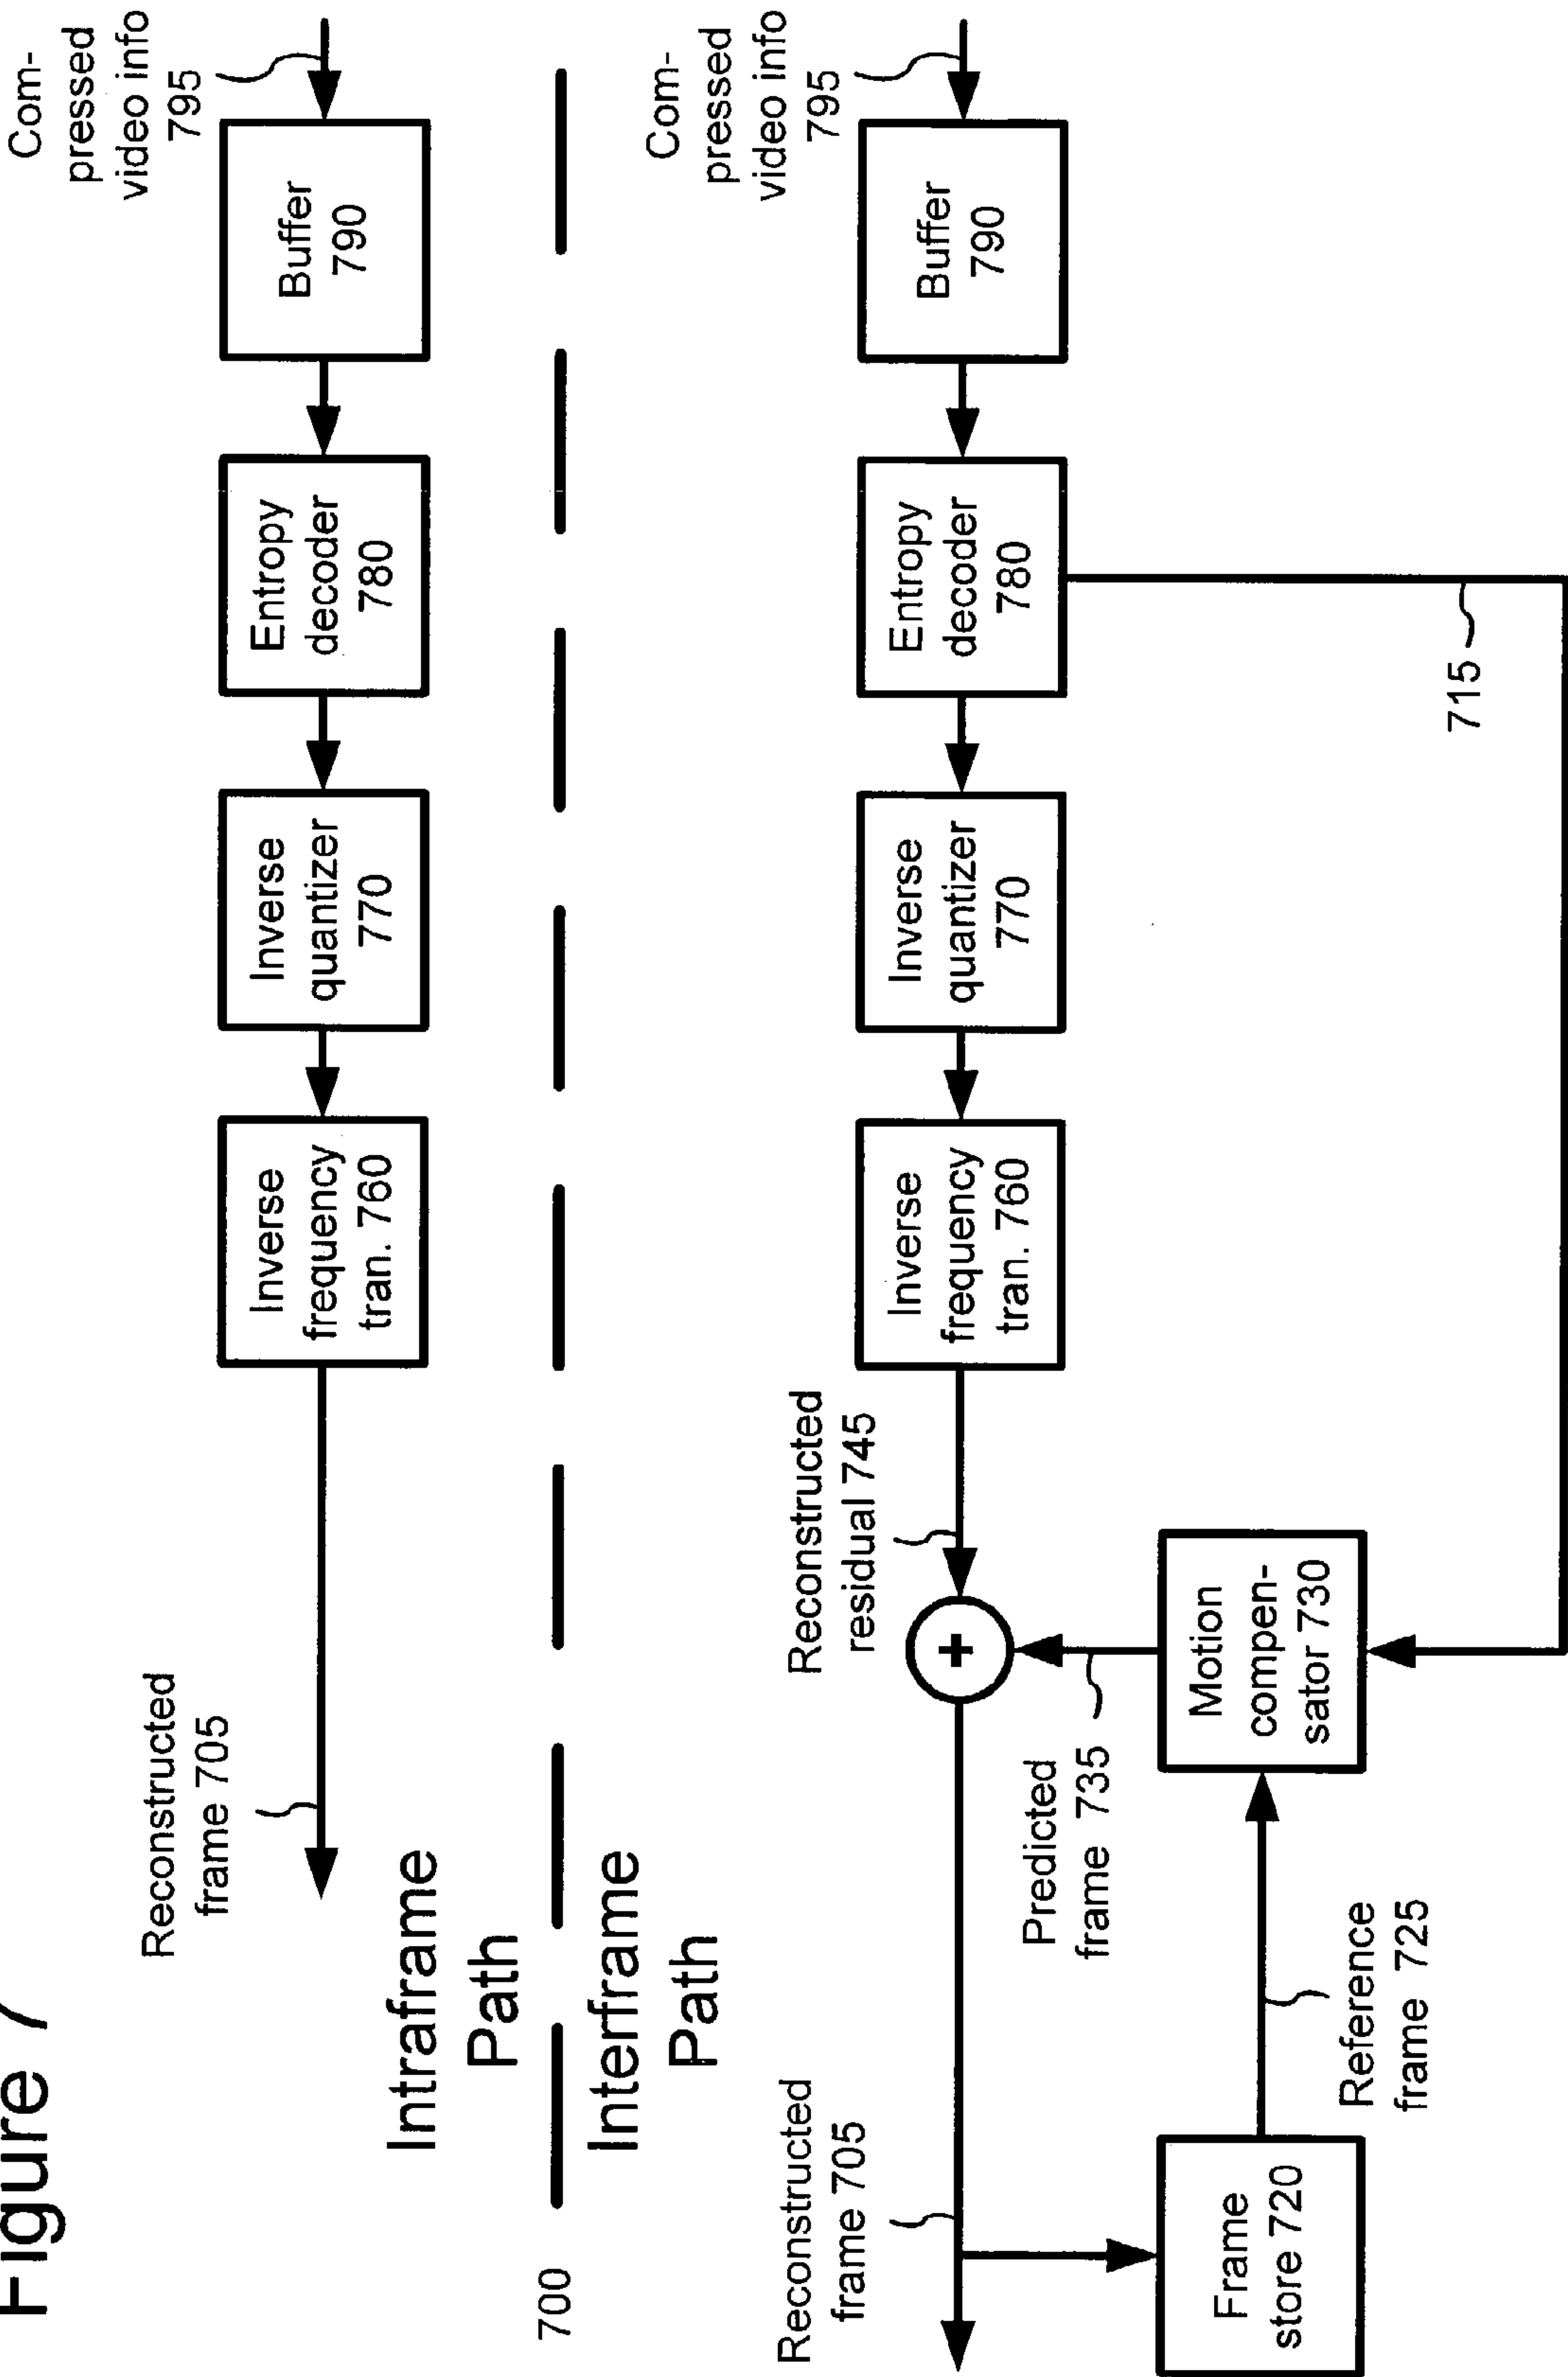 Figure 7
Com-
pressed
video info
795
Buffer
790
Entropy
decoder
780
Inverse
quantizer
770
Inverse
frequency
tran. 760
Reconstructed
frame 705
Intraframe
Path
700
Interframe
Path
Com-
pressed
video info
795
Buffer
790
Entropy
decoder
780
Inverse
quantizer
770
Inverse
frequency
tran. 760
Reconstructed
residual 745
+
Reconstructed
frame 705
Predicted
frame 735
Motion
compen-
sator 730
715
Reference
frame 725
Frame
store 720